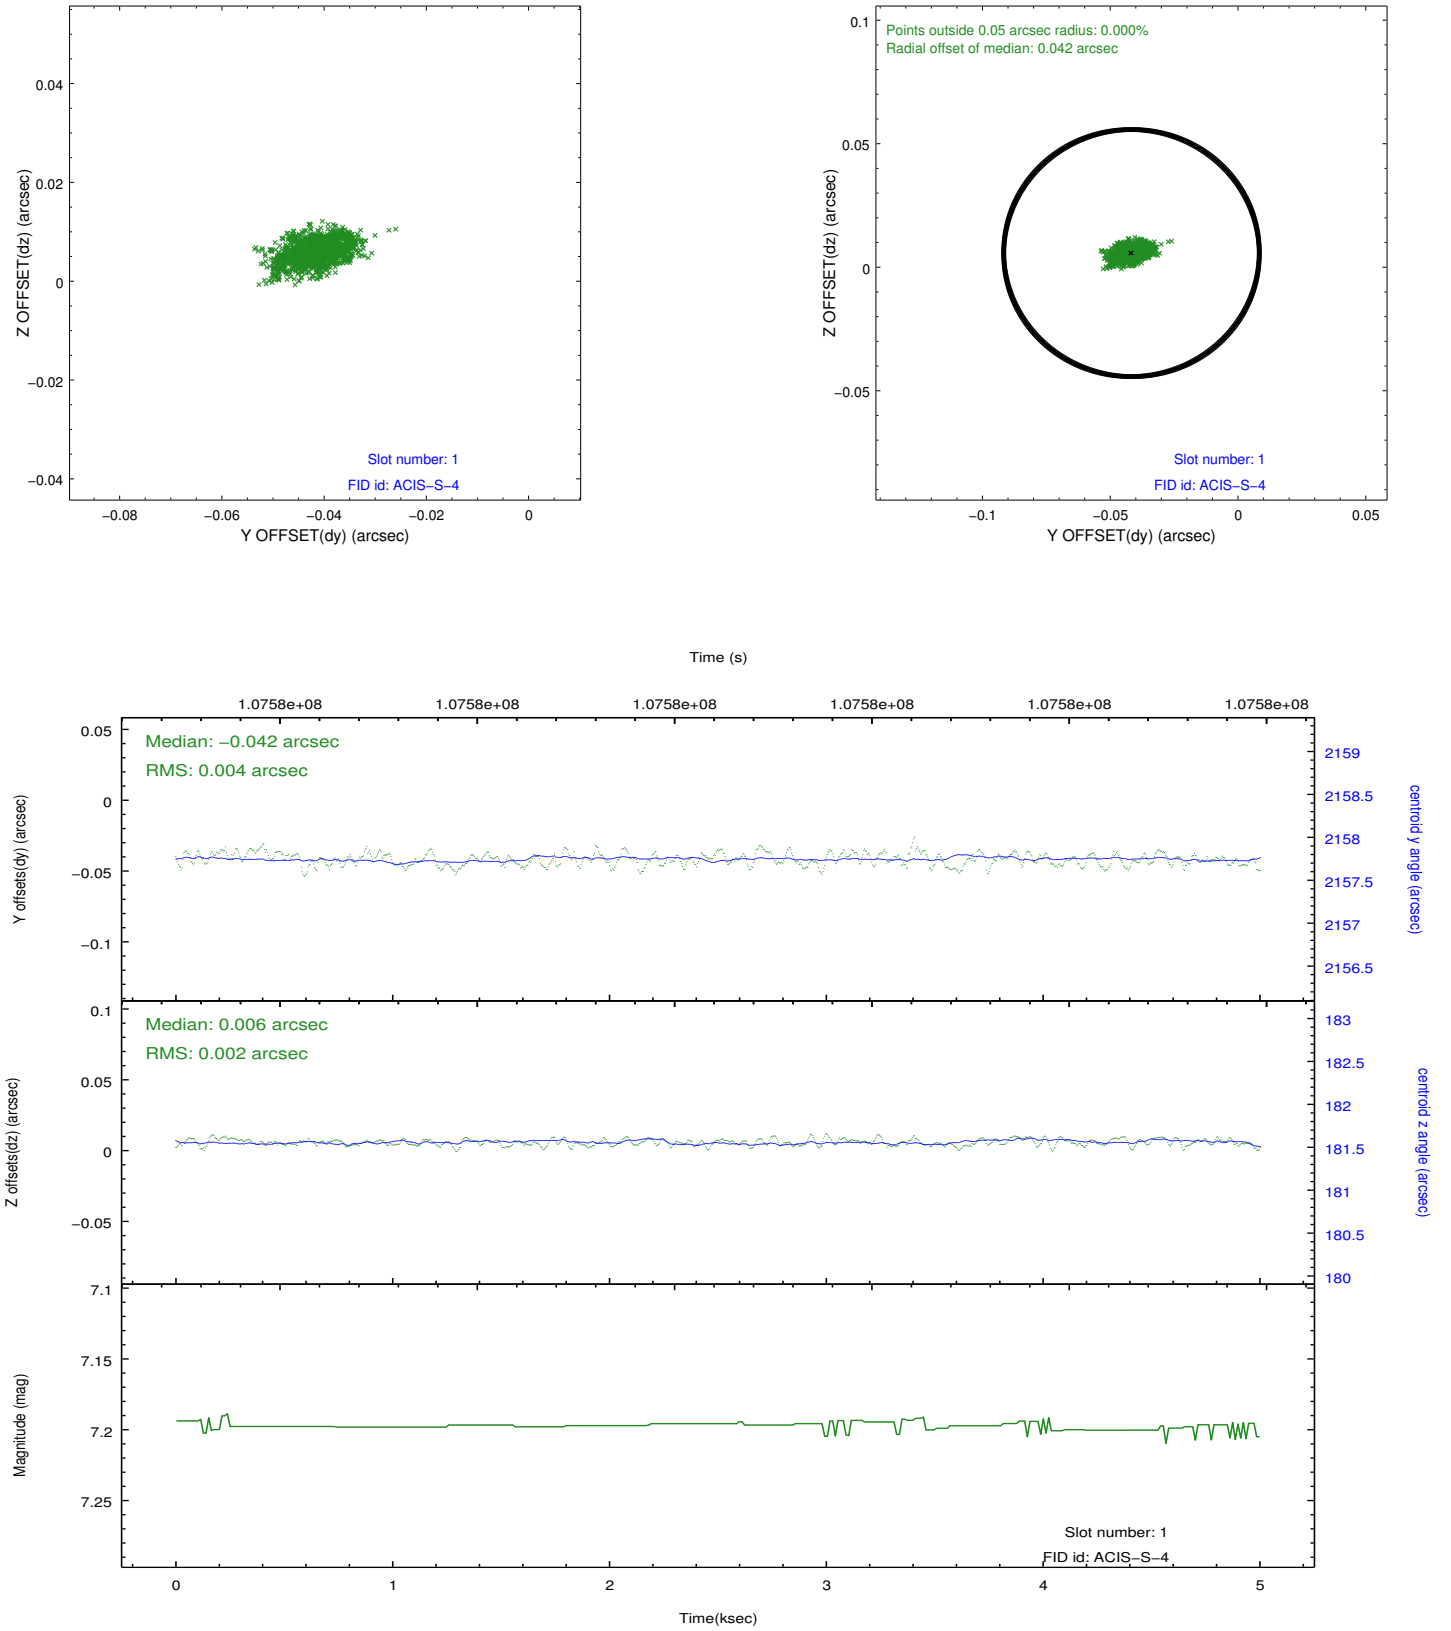 0.04
0.02
0
−0.02
−0.04
Z OFFSET(dz) (arcsec)
Slot number: 1
FID id: ACIS−S−4
−0.08
−0.06
−0.04
−0.02
0
Y OFFSET(dy) (arcsec)
0.1
0.05
0
−0.05
Z OFFSET(dz) (arcsec)
Points outside 0.05 arcsec radius: 0.000%
Radial offset of median: 0.042 arcsec
Slot number: 1
FID id: ACIS−S−4
−0.1
−0.05
0
0.05
Y OFFSET(dy) (arcsec)
Time (s)
1.0758e+08
1.0758e+08
1.0758e+08
1.0758e+08
1.0758e+08
1.0758e+08
0.05
0
−0.05
−0.1
Y offsets(dy) (arcsec)
Median: −0.042 arcsec
RMS: 0.004 arcsec
2159
2158.5
2158
2157.5
2157
2156.5
centroid y angle (arcsec)
0.1
0.05
0
−0.05
Z offsets(dz) (arcsec)
Median: 0.006 arcsec
RMS: 0.002 arcsec
183
182.5
182
181.5
181
180.5
180
centroid z angle (arcsec)
7.1
7.15
7.2
7.25
Magnitude (mag)
Slot number: 1
FID id: ACIS−S−4
0
1
2
3
4
5
Time(ksec)